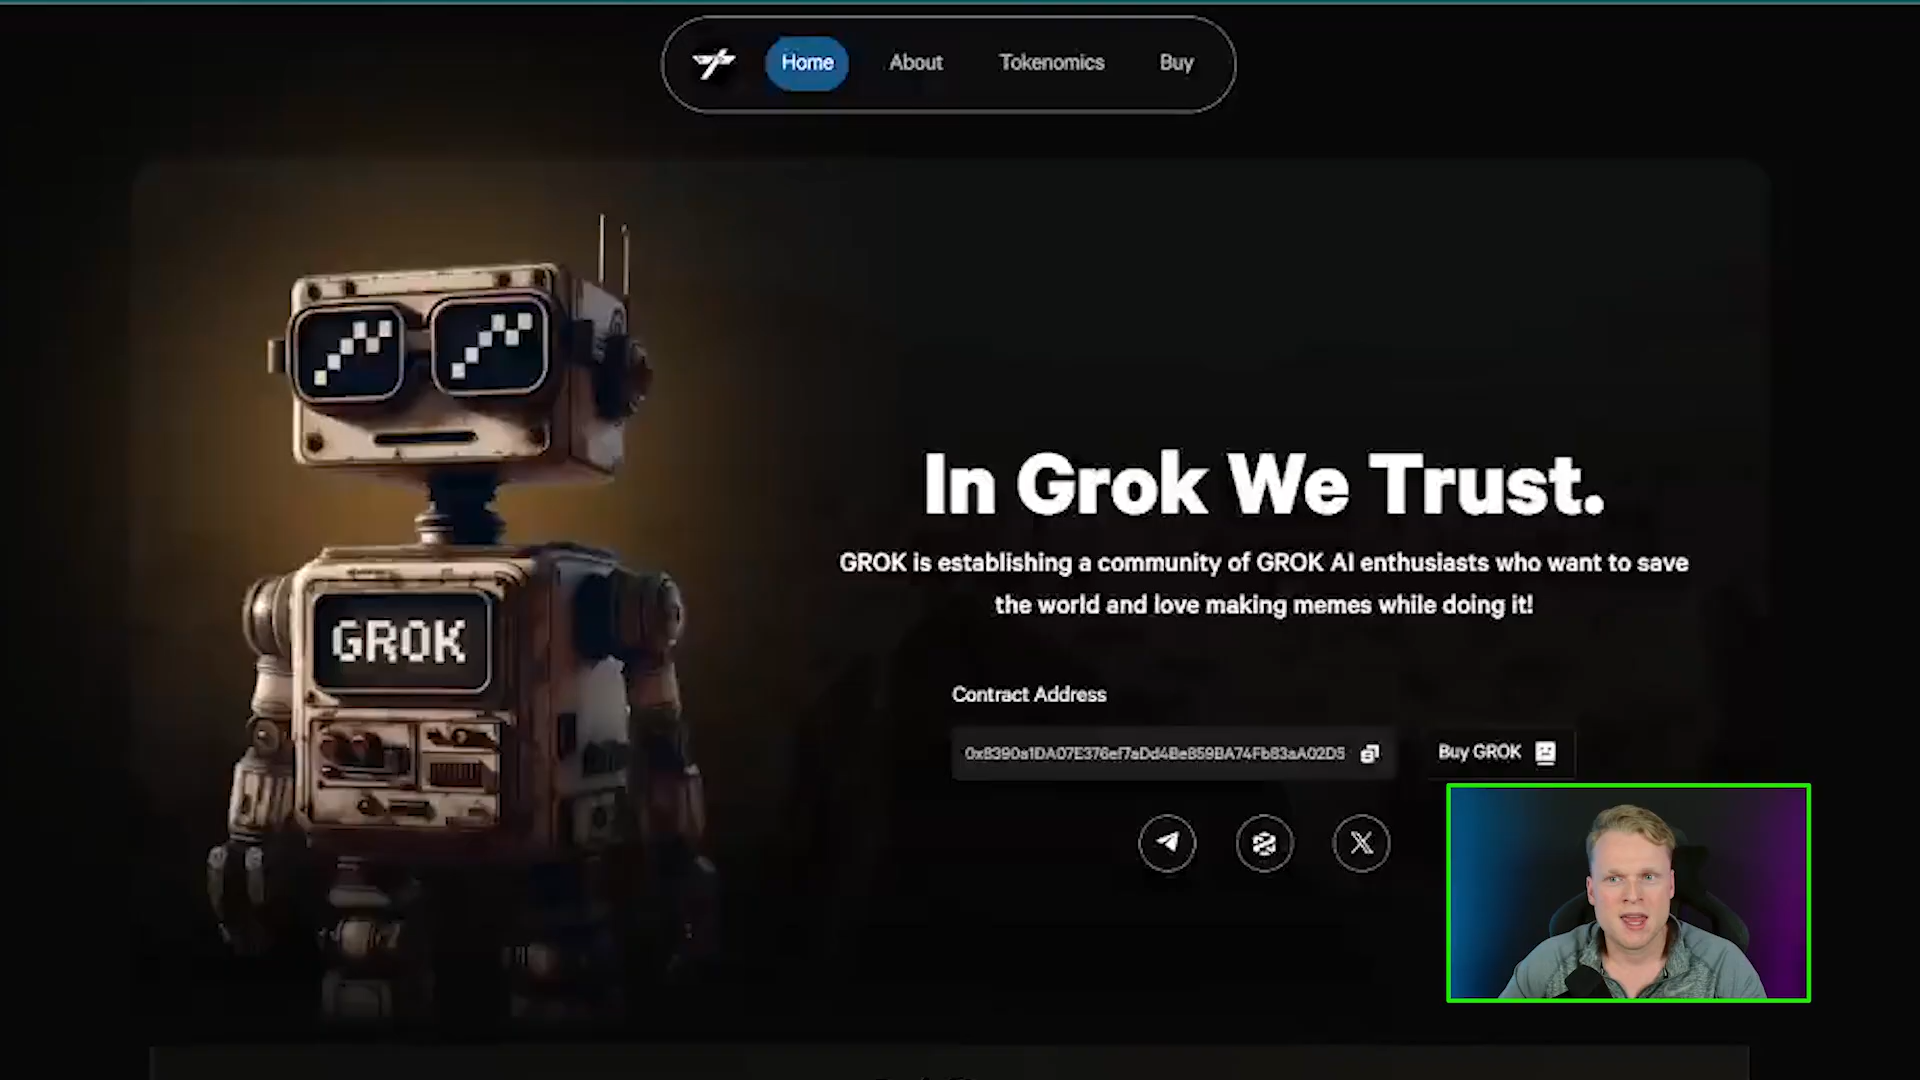 Home About Tokenomics Buy
In Grok We Trust.
GROK is establishing a community of GROK AI enthusiasts who want to save
the world and love making memes while doing it!
GROK
Contract Address
0x8390a1DA07E376ef7aDd4Be859BA74Fb83aA02D5
Buy GROK